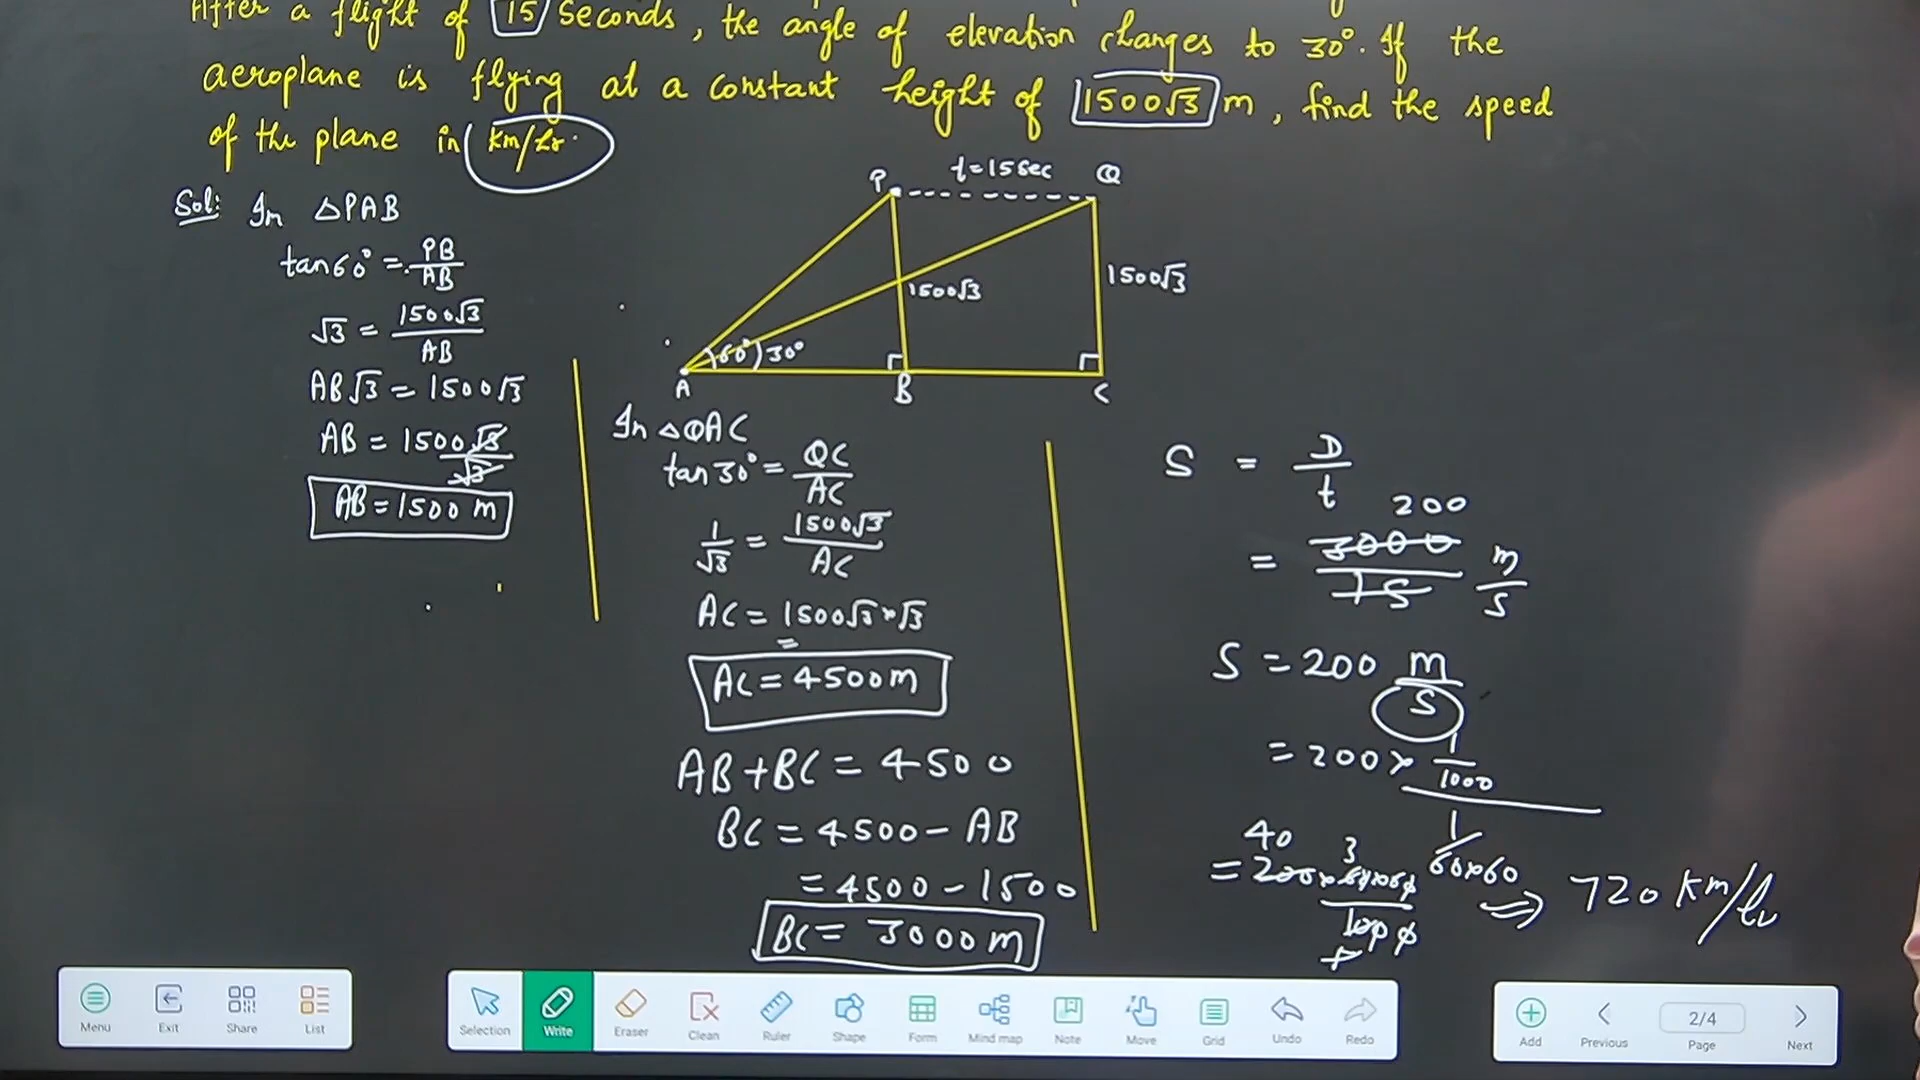 After a flight of 15 seconds, the angle of elevation changes to 30°. If the
aeroplane is flying at a constant height of 1500√3 m, find the speed
of the plane in km/hr.
Sol: In △PAB
tan60° = PB/AB
√3 = 1500√3/AB
AB√3 = 1500√3
AB = 1500√3/√3
AB = 1500 m
P t=15sec Q
1500√3
1500√3
60° 30°
A B C
In △QAC
tan30° = QC/AC
1/√3 = 1500√3/AC
AC = 1500√3×√3
=
AC = 4500m
AB+BC = 4500
BC = 4500 - AB
= 4500 - 1500
BC = 3000m
S = D/t
200
= 3000/15 m/s
S = 200 m/s
= 200× 1/1000
1/60×60
40 3
= 200×60×60/1000 ⇒ 720 km/hr
Menu Exit Share List
Selection Write Eraser Clean Ruler Shape Form Mind map Note Move Grid Undo Redo
2/4
Add Previous Page Next